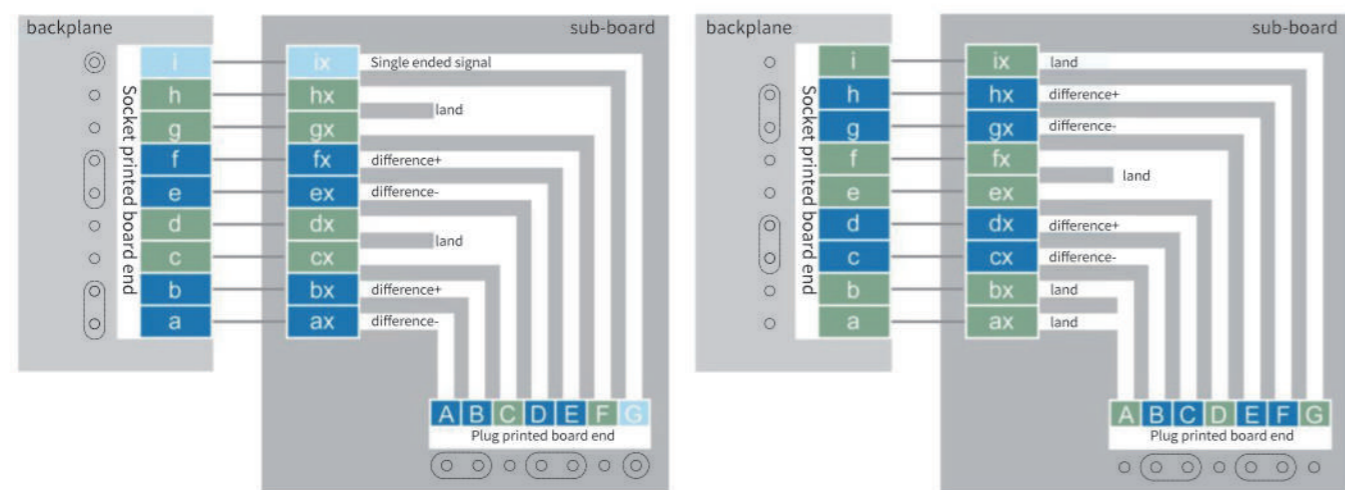 backplane
sub-board
Socket printed board end
i
h
g
f
e
d
c
b
a
ix
hx
gx
fx
ex
dx
cx
bx
ax
Single ended signal
land
difference+
difference-
land
difference+
difference-
A B C D E F G
Plug printed board end
backplane
sub-board
Socket printed board end
i
h
g
f
e
d
c
b
a
ix
hx
gx
fx
ex
dx
cx
bx
ax
land
difference+
difference-
land
difference+
difference-
land
land
A B C D E F G
Plug printed board end